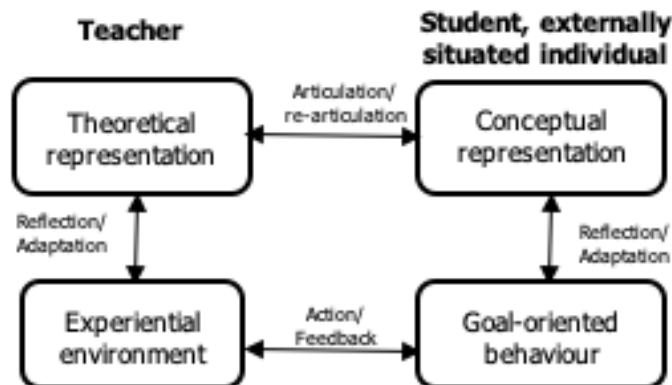 Teacher
Student, externally
situated individual
Theoretical
representation
Articulation/
re-articulation
Conceptual
representation
Reflection/
Adaptation
Reflection/
Adaptation
Experiential
environment
Action/
Feedback
Goal-oriented
behaviour